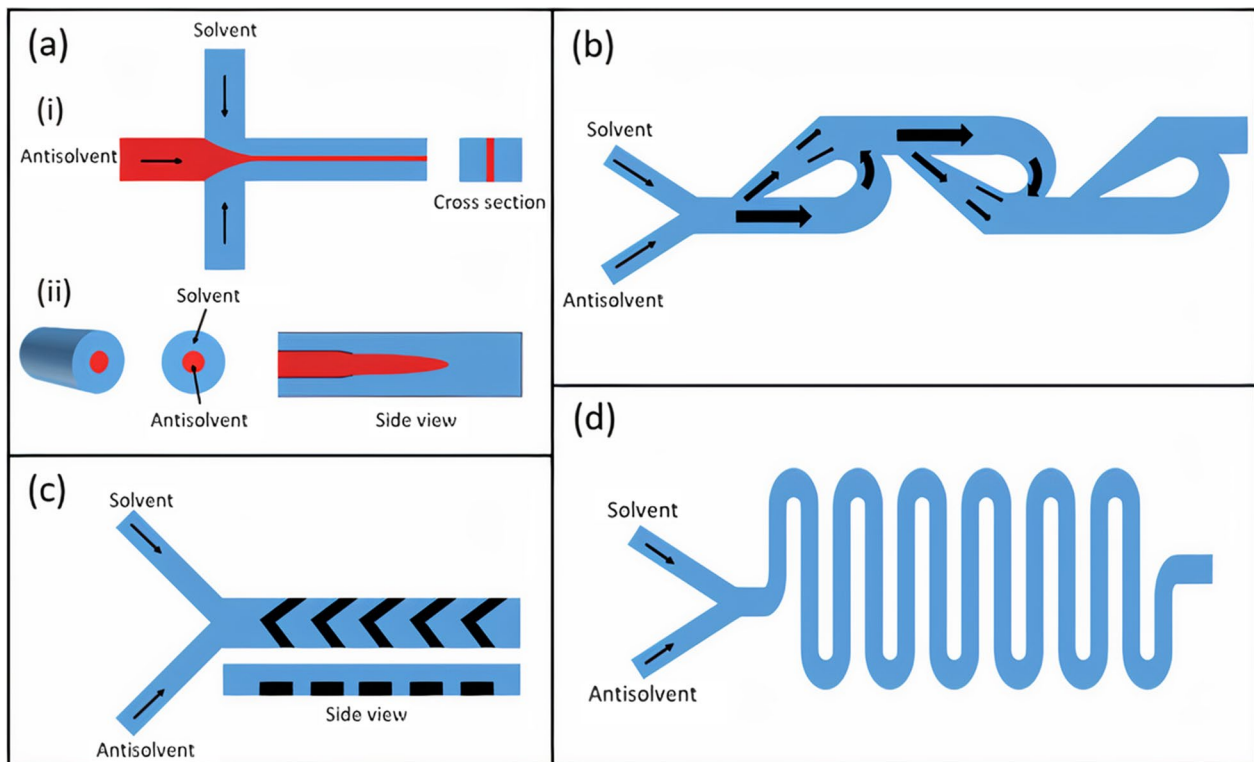 (a)
Solvent
(i)
Antisolvent
Cross section
(ii)
Solvent
Antisolvent
Side view
(b)
Solvent
Antisolvent
(c)
Solvent
Side view
Antisolvent
(d)
Solvent
Antisolvent